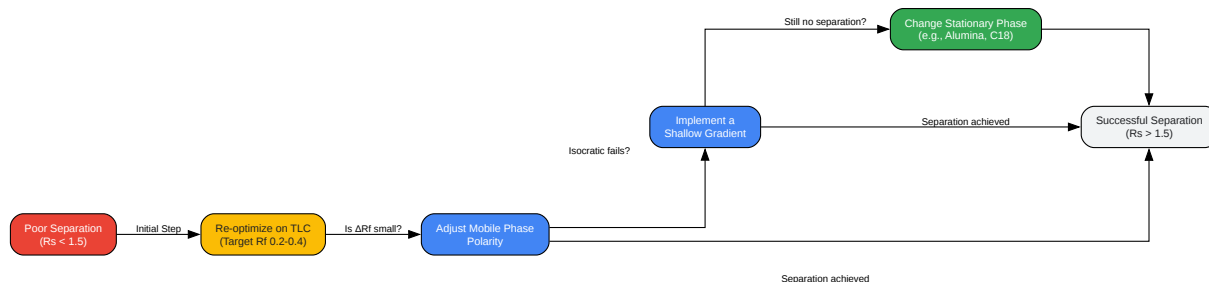 Still no separation?
Change Stationary Phase
(e.g., Alumina, C18)
Implement a
Shallow Gradient
Separation achieved
Successful Separation
(Rs > 1.5)
Isocratic fails?
Poor Separation
(Rs < 1.5)
Initial Step
Re-optimize on TLC
(Target Rf 0.2-0.4)
Is ΔRf small?
Adjust Mobile Phase
Polarity
Separation achieved